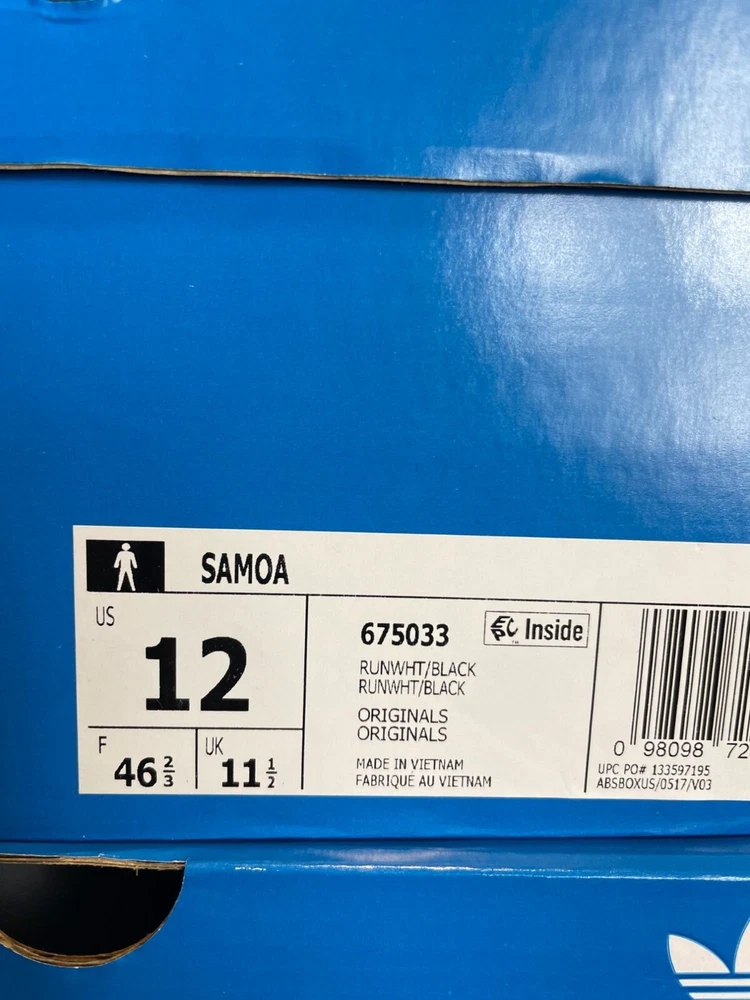 SAMOA
US
12
F
46 2/3
UK
11 1/2
675033
Inside
RUNWHT/BLACK
RUNWHT/BLACK
ORIGINALS
ORIGINALS
MADE IN VIETNAM
FABRIQUÉ AU VIETNAM
0 98098 72
UPC PO# 133597195
ABSBOXUS/0517/V03